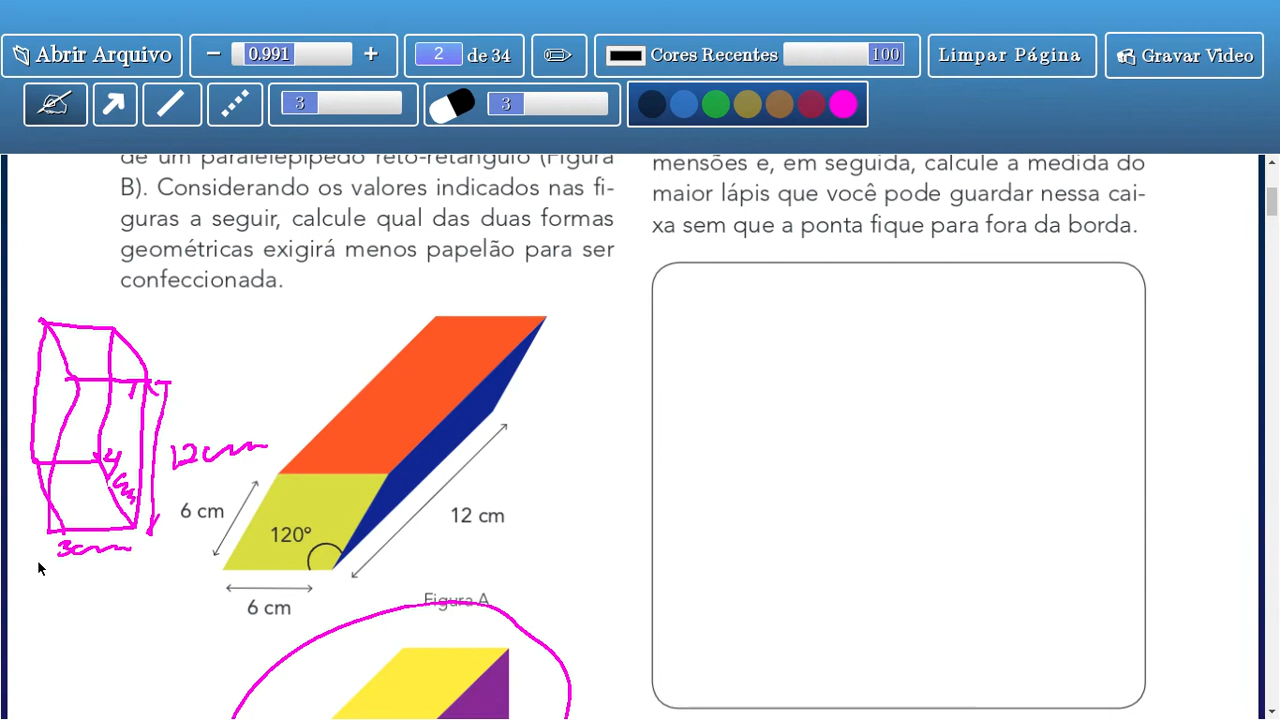 Abrir Arquivo
− 0.991 +
2 de 34
Cores Recentes 100
Limpar Página
Gravar Video
3
3
de um paralelepípedo reto-retângulo (Figura
B). Considerando os valores indicados nas fi-
guras a seguir, calcule qual das duas formas
geométricas exigirá menos papelão para ser
confeccionada.
mensões e, em seguida, calcule a medida do
maior lápis que você pode guardar nessa cai-
xa sem que a ponta fique para fora da borda.
12cm
4cm
3cm
6 cm
120°
12 cm
6 cm
Figura A